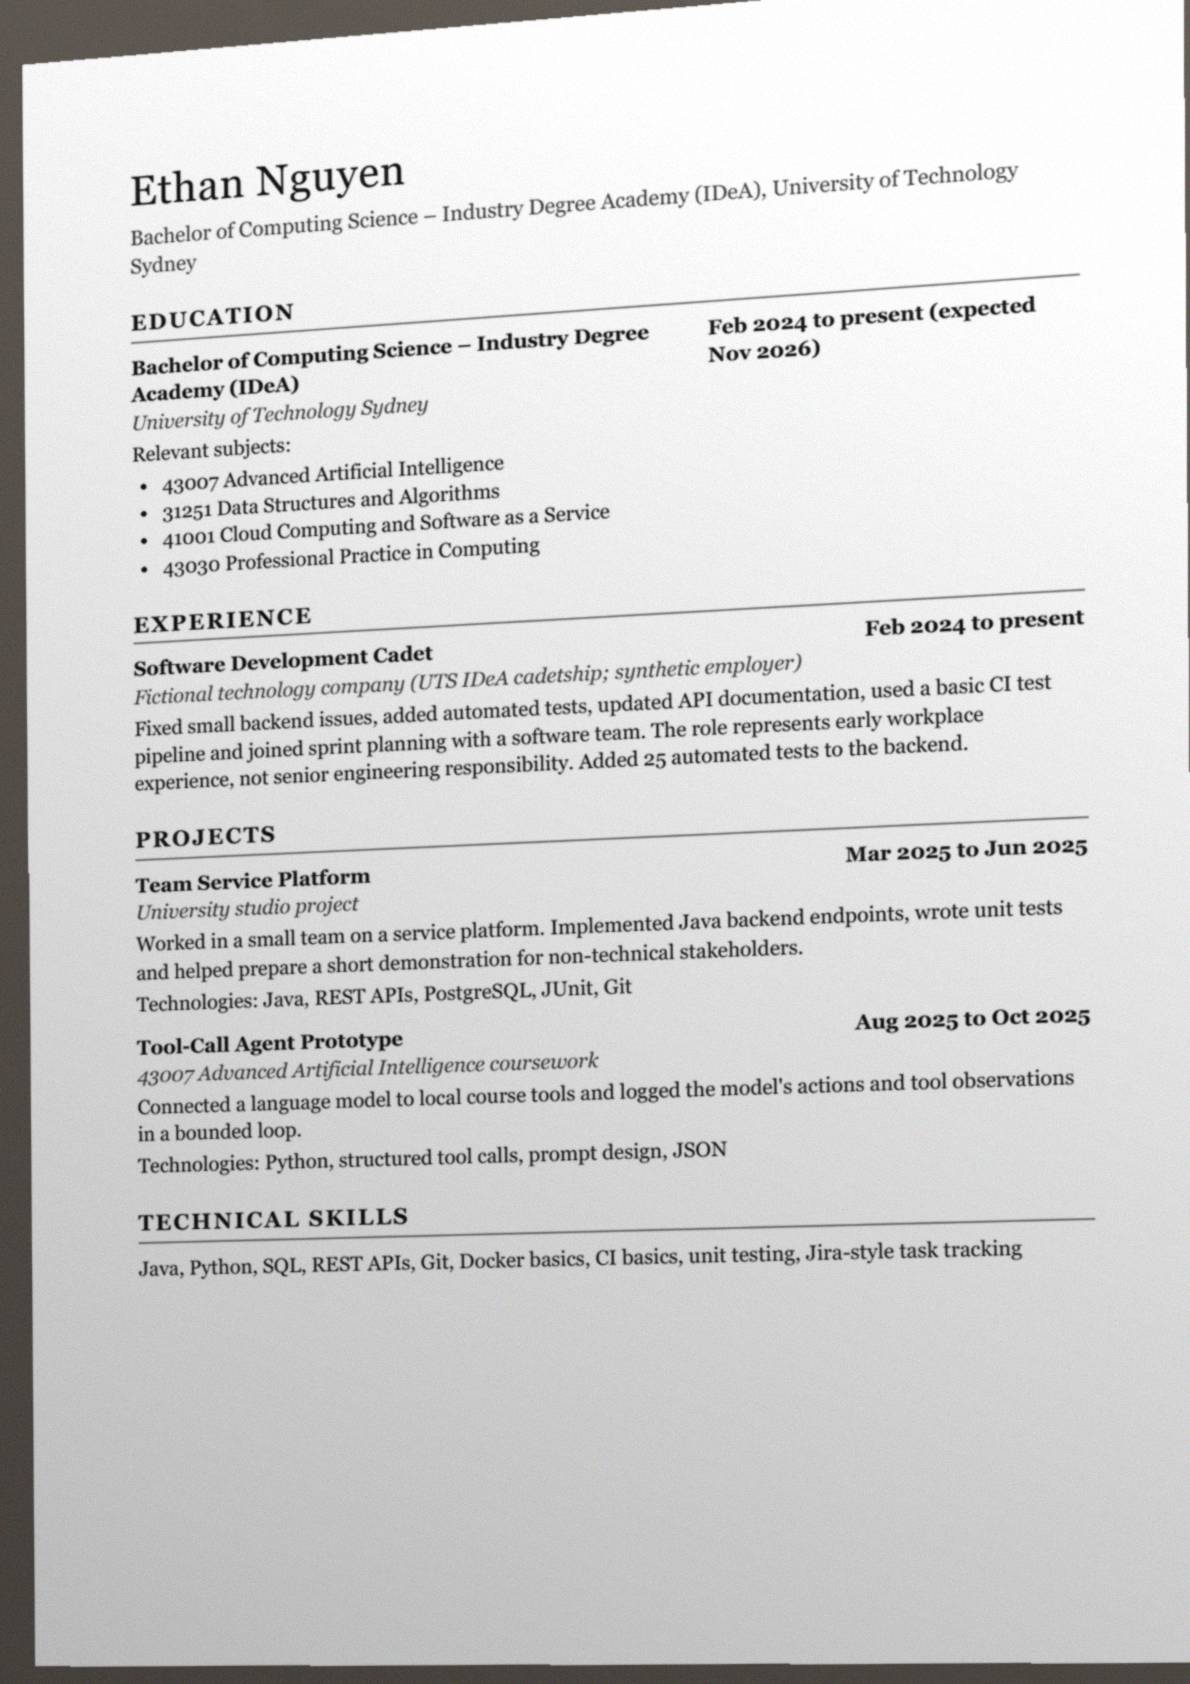 Ethan Nguyen
Bachelor of Computing Science – Industry Degree Academy (IDeA), University of Technology
Sydney
EDUCATION
Bachelor of Computing Science – Industry Degree
Academy (IDeA)
Feb 2024 to present (expected
Nov 2026)
University of Technology Sydney
Relevant subjects:
• 43007 Advanced Artificial Intelligence
• 31251 Data Structures and Algorithms
• 41001 Cloud Computing and Software as a Service
• 43030 Professional Practice in Computing
EXPERIENCE
Software Development Cadet
Feb 2024 to present
Fictional technology company (UTS IDeA cadetship; synthetic employer)
Fixed small backend issues, added automated tests, updated API documentation, used a basic CI test
pipeline and joined sprint planning with a software team. The role represents early workplace
experience, not senior engineering responsibility. Added 25 automated tests to the backend.
PROJECTS
Team Service Platform
Mar 2025 to Jun 2025
University studio project
Worked in a small team on a service platform. Implemented Java backend endpoints, wrote unit tests
and helped prepare a short demonstration for non-technical stakeholders.
Technologies: Java, REST APIs, PostgreSQL, JUnit, Git
Tool-Call Agent Prototype
Aug 2025 to Oct 2025
43007 Advanced Artificial Intelligence coursework
Connected a language model to local course tools and logged the model's actions and tool observations
in a bounded loop.
Technologies: Python, structured tool calls, prompt design, JSON
TECHNICAL SKILLS
Java, Python, SQL, REST APIs, Git, Docker basics, CI basics, unit testing, Jira-style task tracking